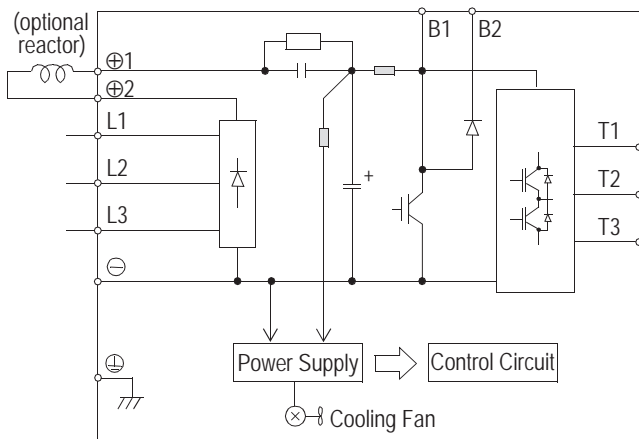 (optional
reactor)
B1 B2
⊕1
⊕2
L1
T1
L2
T2
L3
T3
+
⊖
Power Supply
Control Circuit
Cooling Fan